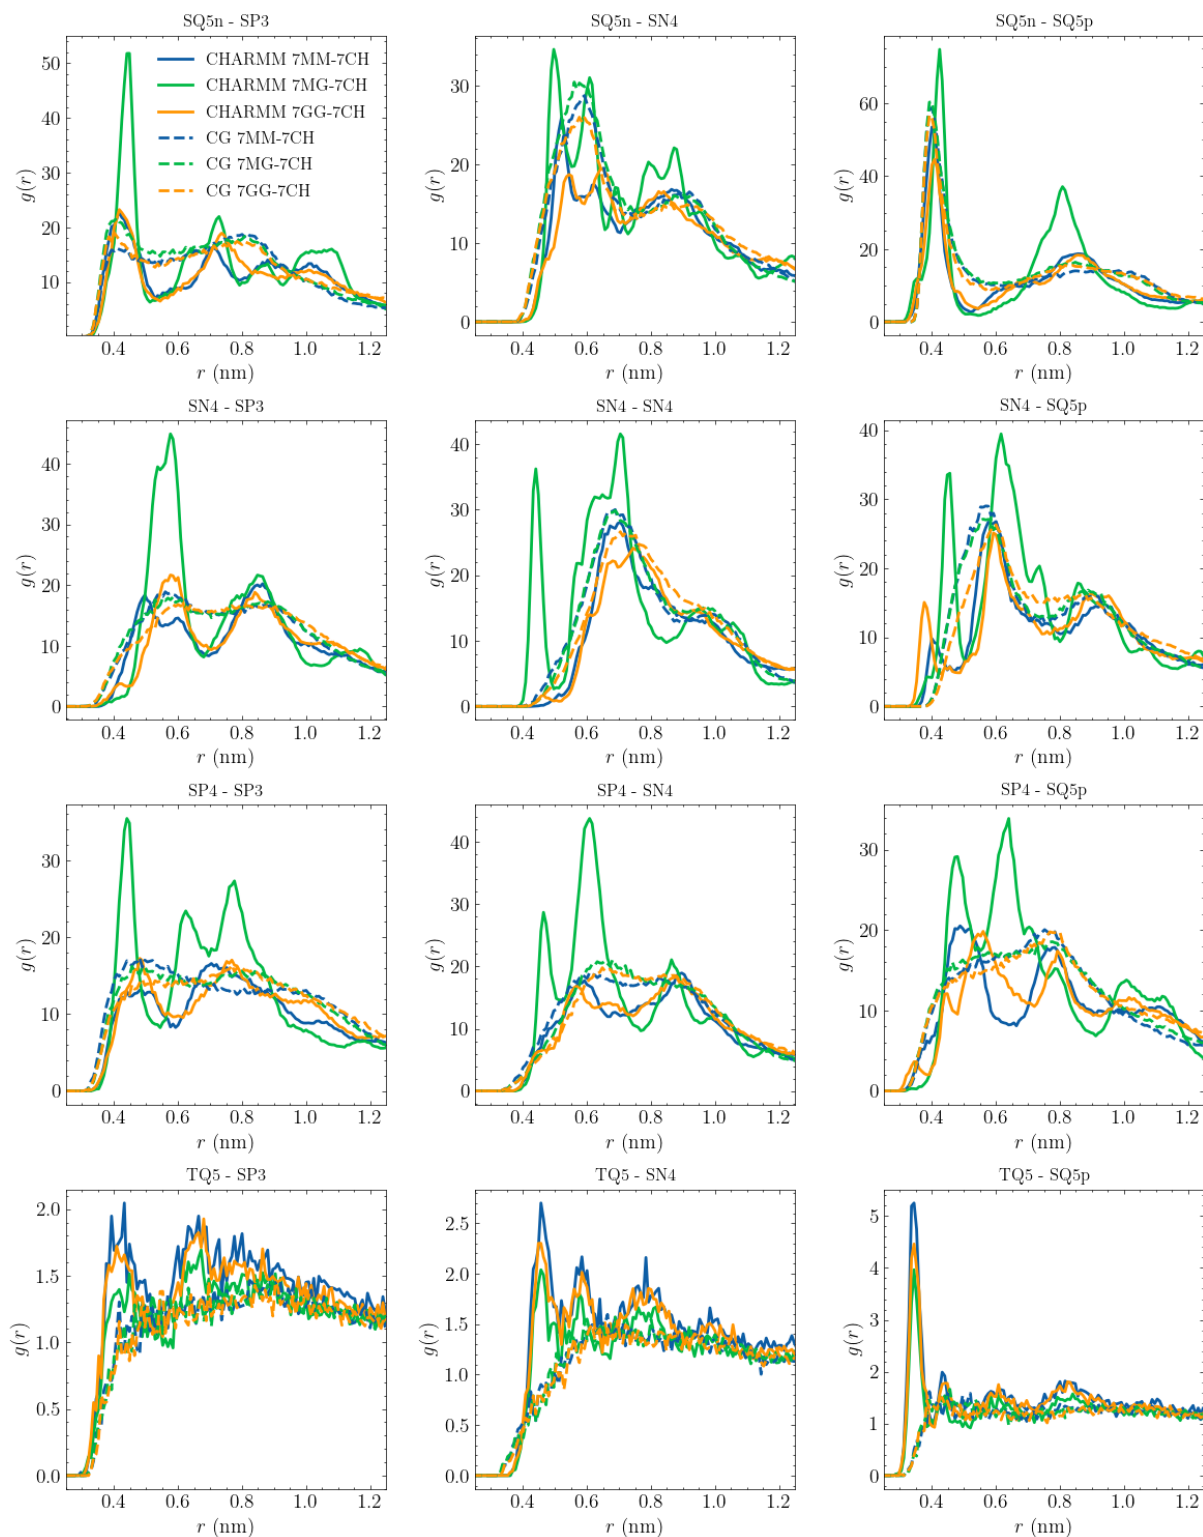 SQ5n - SP3
SQ5n - SN4
SQ5n - SQ5p
CHARMM 7MM-7CH
CHARMM 7MG-7CH
CHARMM 7GG-7CH
CG 7MM-7CH
CG 7MG-7CH
CG 7GG-7CH
g(r)
50
40
30
20
10
0.4 0.6 0.8 1.0 1.2
r (nm)
g(r)
30
20
10
0
0.4 0.6 0.8 1.0 1.2
r (nm)
g(r)
60
40
20
0
0.4 0.6 0.8 1.0 1.2
r (nm)
SN4 - SP3
SN4 - SN4
SN4 - SQ5p
g(r)
40
30
20
10
0
0.4 0.6 0.8 1.0 1.2
r (nm)
g(r)
40
30
20
10
0
0.4 0.6 0.8 1.0 1.2
r (nm)
g(r)
40
30
20
10
0
0.4 0.6 0.8 1.0 1.2
r (nm)
SP4 - SP3
SP4 - SN4
SP4 - SQ5p
g(r)
30
20
10
0
0.4 0.6 0.8 1.0 1.2
r (nm)
g(r)
40
30
20
10
0
0.4 0.6 0.8 1.0 1.2
r (nm)
g(r)
30
20
10
0
0.4 0.6 0.8 1.0 1.2
r (nm)
TQ5 - SP3
TQ5 - SN4
TQ5 - SQ5p
g(r)
2.0
1.5
1.0
0.5
0.0
0.4 0.6 0.8 1.0 1.2
r (nm)
g(r)
2.5
2.0
1.5
1.0
0.5
0.0
0.4 0.6 0.8 1.0 1.2
r (nm)
g(r)
5
4
3
2
1
0
0.4 0.6 0.8 1.0 1.2
r (nm)